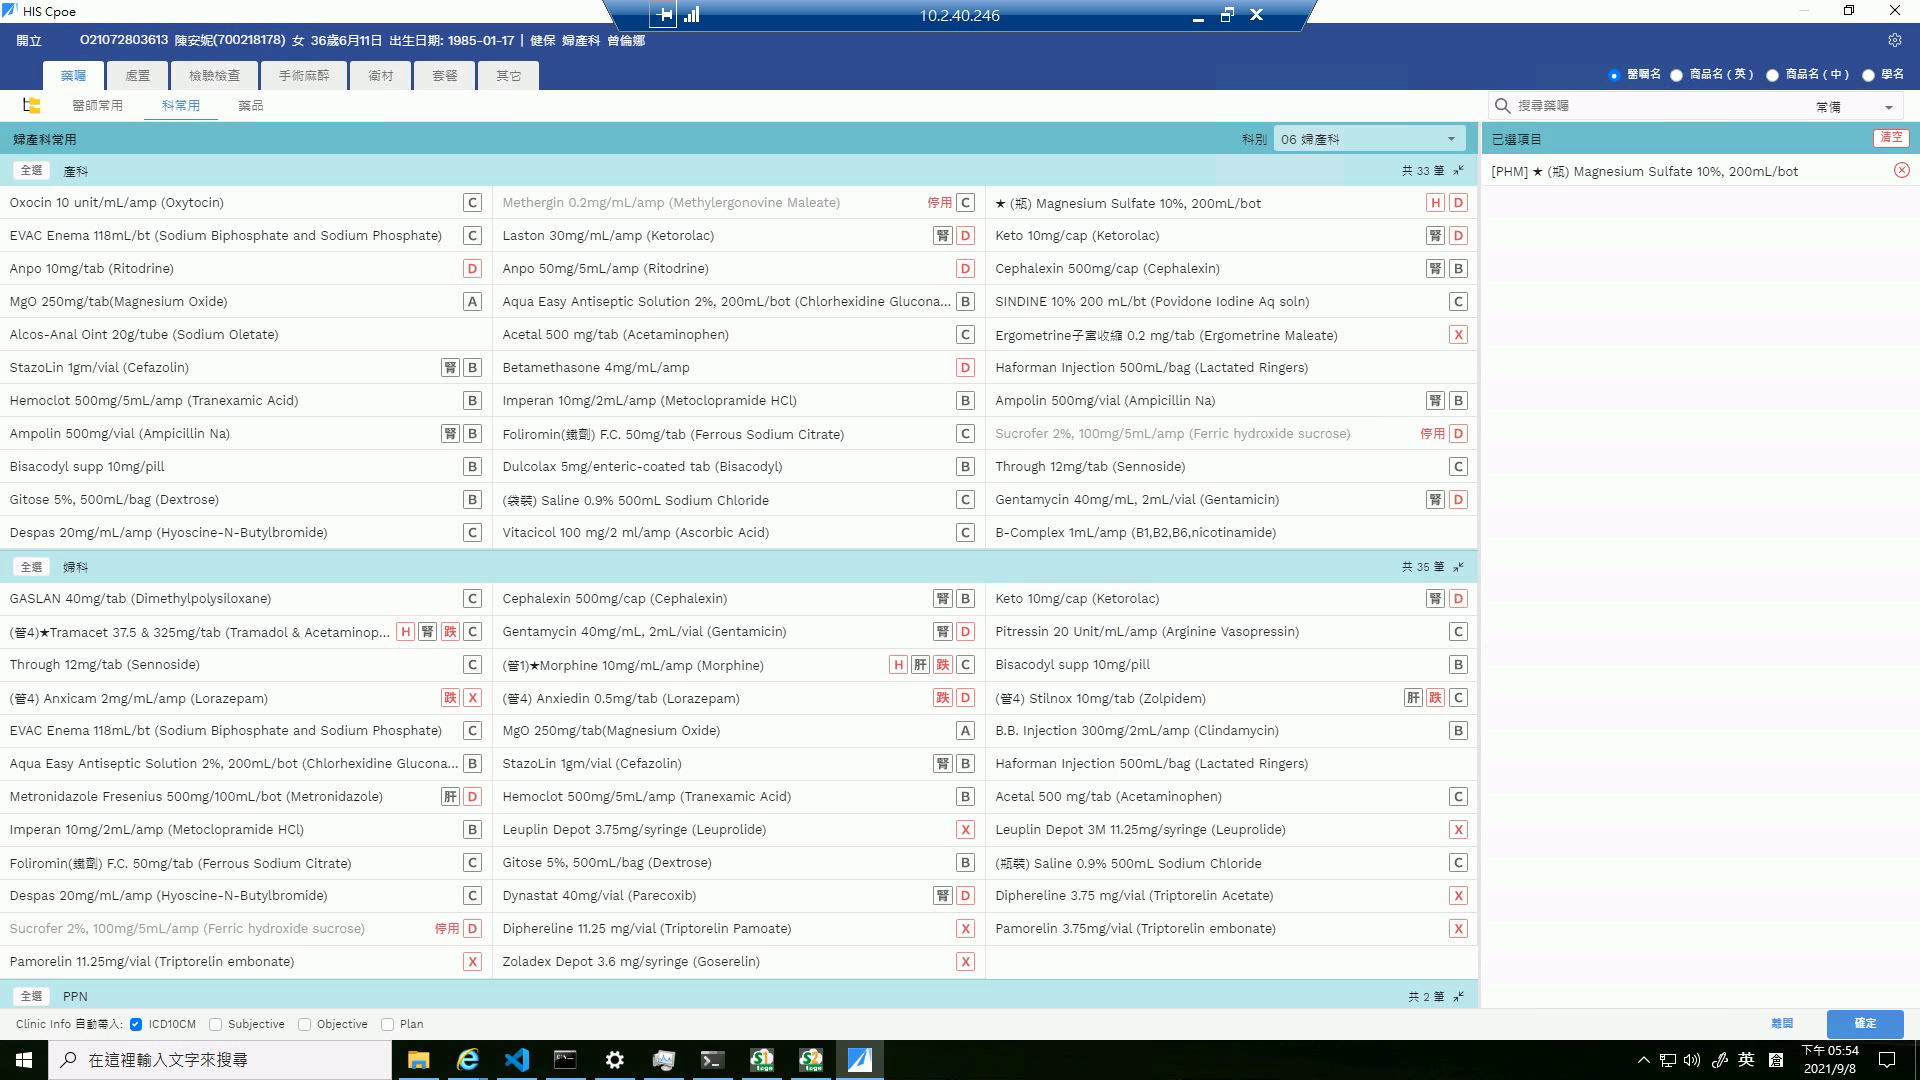 HIS Cpoe
10.2.40.246
開立 O21072803613 陳安妮(700218178) 女 36歲6月11日 出生日期: 1985-01-17 | 健保 婦產科 曾倫娜
藥囑 處置 檢驗檢查 手術麻醉 衛材 套餐 其它
醫囑名 商品名(英) 商品名(中) 學名
醫師常用 科常用 藥品
搜尋藥囑 常備
婦產科常用 科別 06 婦產科
已選項目 清空
全選 產科 共 33 筆
[PHM] ★ (瓶) Magnesium Sulfate 10%, 200mL/bot
Oxocin 10 unit/mL/amp (Oxytocin) C
Methergin 0.2mg/mL/amp (Methylergonovine Maleate) 停用 C
★ (瓶) Magnesium Sulfate 10%, 200mL/bot H D
EVAC Enema 118mL/bt (Sodium Biphosphate and Sodium Phosphate) C
Laston 30mg/mL/amp (Ketorolac) 腎 D
Keto 10mg/cap (Ketorolac) 腎 D
Anpo 10mg/tab (Ritodrine) D
Anpo 50mg/5mL/amp (Ritodrine) D
Cephalexin 500mg/cap (Cephalexin) 腎 B
MgO 250mg/tab(Magnesium Oxide) A
Aqua Easy Antiseptic Solution 2%, 200mL/bot (Chlorhexidine Glucona... B
SINDINE 10% 200 mL/bt (Povidone Iodine Aq soln) C
Alcos-Anal Oint 20g/tube (Sodium Oletate)
Acetal 500 mg/tab (Acetaminophen) C
Ergometrine子宮收縮 0.2 mg/tab (Ergometrine Maleate) X
StazoLin 1gm/vial (Cefazolin) 腎 B
Betamethasone 4mg/mL/amp D
Haforman Injection 500mL/bag (Lactated Ringers)
Hemoclot 500mg/5mL/amp (Tranexamic Acid) B
Imperan 10mg/2mL/amp (Metoclopramide HCl) B
Ampolin 500mg/vial (Ampicillin Na) 腎 B
Ampolin 500mg/vial (Ampicillin Na) 腎 B
Foliromin(鐵劑) F.C. 50mg/tab (Ferrous Sodium Citrate) C
Sucrofer 2%, 100mg/5mL/amp (Ferric hydroxide sucrose) 停用 D
Bisacodyl supp 10mg/pill B
Dulcolax 5mg/enteric-coated tab (Bisacodyl) B
Through 12mg/tab (Sennoside) C
Gitose 5%, 500mL/bag (Dextrose) B
(袋裝) Saline 0.9% 500mL Sodium Chloride C
Gentamycin 40mg/mL, 2mL/vial (Gentamicin) 腎 D
Despas 20mg/mL/amp (Hyoscine-N-Butylbromide) C
Vitacicol 100 mg/2 ml/amp (Ascorbic Acid) C
B-Complex 1mL/amp (B1,B2,B6,nicotinamide)
全選 婦科 共 35 筆
GASLAN 40mg/tab (Dimethylpolysiloxane) C
Cephalexin 500mg/cap (Cephalexin) 腎 B
Keto 10mg/cap (Ketorolac) 腎 D
(管4)★Tramacet 37.5 & 325mg/tab (Tramadol & Acetaminop... H 腎 跌 C
Gentamycin 40mg/mL, 2mL/vial (Gentamicin) 腎 D
Pitressin 20 Unit/mL/amp (Arginine Vasopressin) C
Through 12mg/tab (Sennoside) C
(管1)★Morphine 10mg/mL/amp (Morphine) H 肝 跌 C
Bisacodyl supp 10mg/pill B
(管4) Anxicam 2mg/mL/amp (Lorazepam) 跌 X
(管4) Anxiedin 0.5mg/tab (Lorazepam) 跌 D
(管4) Stilnox 10mg/tab (Zolpidem) 肝 跌 C
EVAC Enema 118mL/bt (Sodium Biphosphate and Sodium Phosphate) C
MgO 250mg/tab(Magnesium Oxide) A
B.B. Injection 300mg/2mL/amp (Clindamycin) B
Aqua Easy Antiseptic Solution 2%, 200mL/bot (Chlorhexidine Glucona... B
StazoLin 1gm/vial (Cefazolin) 腎 B
Haforman Injection 500mL/bag (Lactated Ringers)
Metronidazole Fresenius 500mg/100mL/bot (Metronidazole) 肝 D
Hemoclot 500mg/5mL/amp (Tranexamic Acid) B
Acetal 500 mg/tab (Acetaminophen) C
Imperan 10mg/2mL/amp (Metoclopramide HCl) B
Leuplin Depot 3.75mg/syringe (Leuprolide) X
Leuplin Depot 3M 11.25mg/syringe (Leuprolide) X
Foliromin(鐵劑) F.C. 50mg/tab (Ferrous Sodium Citrate) C
Gitose 5%, 500mL/bag (Dextrose) B
(瓶裝) Saline 0.9% 500mL Sodium Chloride C
Despas 20mg/mL/amp (Hyoscine-N-Butylbromide) C
Dynastat 40mg/vial (Parecoxib) 腎 D
Diphereline 3.75 mg/vial (Triptorelin Acetate) X
Sucrofer 2%, 100mg/5mL/amp (Ferric hydroxide sucrose) 停用 D
Diphereline 11.25 mg/vial (Triptorelin Pamoate) X
Pamorelin 3.75mg/vial (Triptorelin embonate) X
Pamorelin 11.25mg/vial (Triptorelin embonate) X
Zoladex Depot 3.6 mg/syringe (Goserelin) X
全選 PPN 共 2 筆
Clinic Info 自動帶入: ICD10CM Subjective Objective Plan
離開 確定
在這裡輸入文字來搜尋
英
下午 05:54
2021/9/8